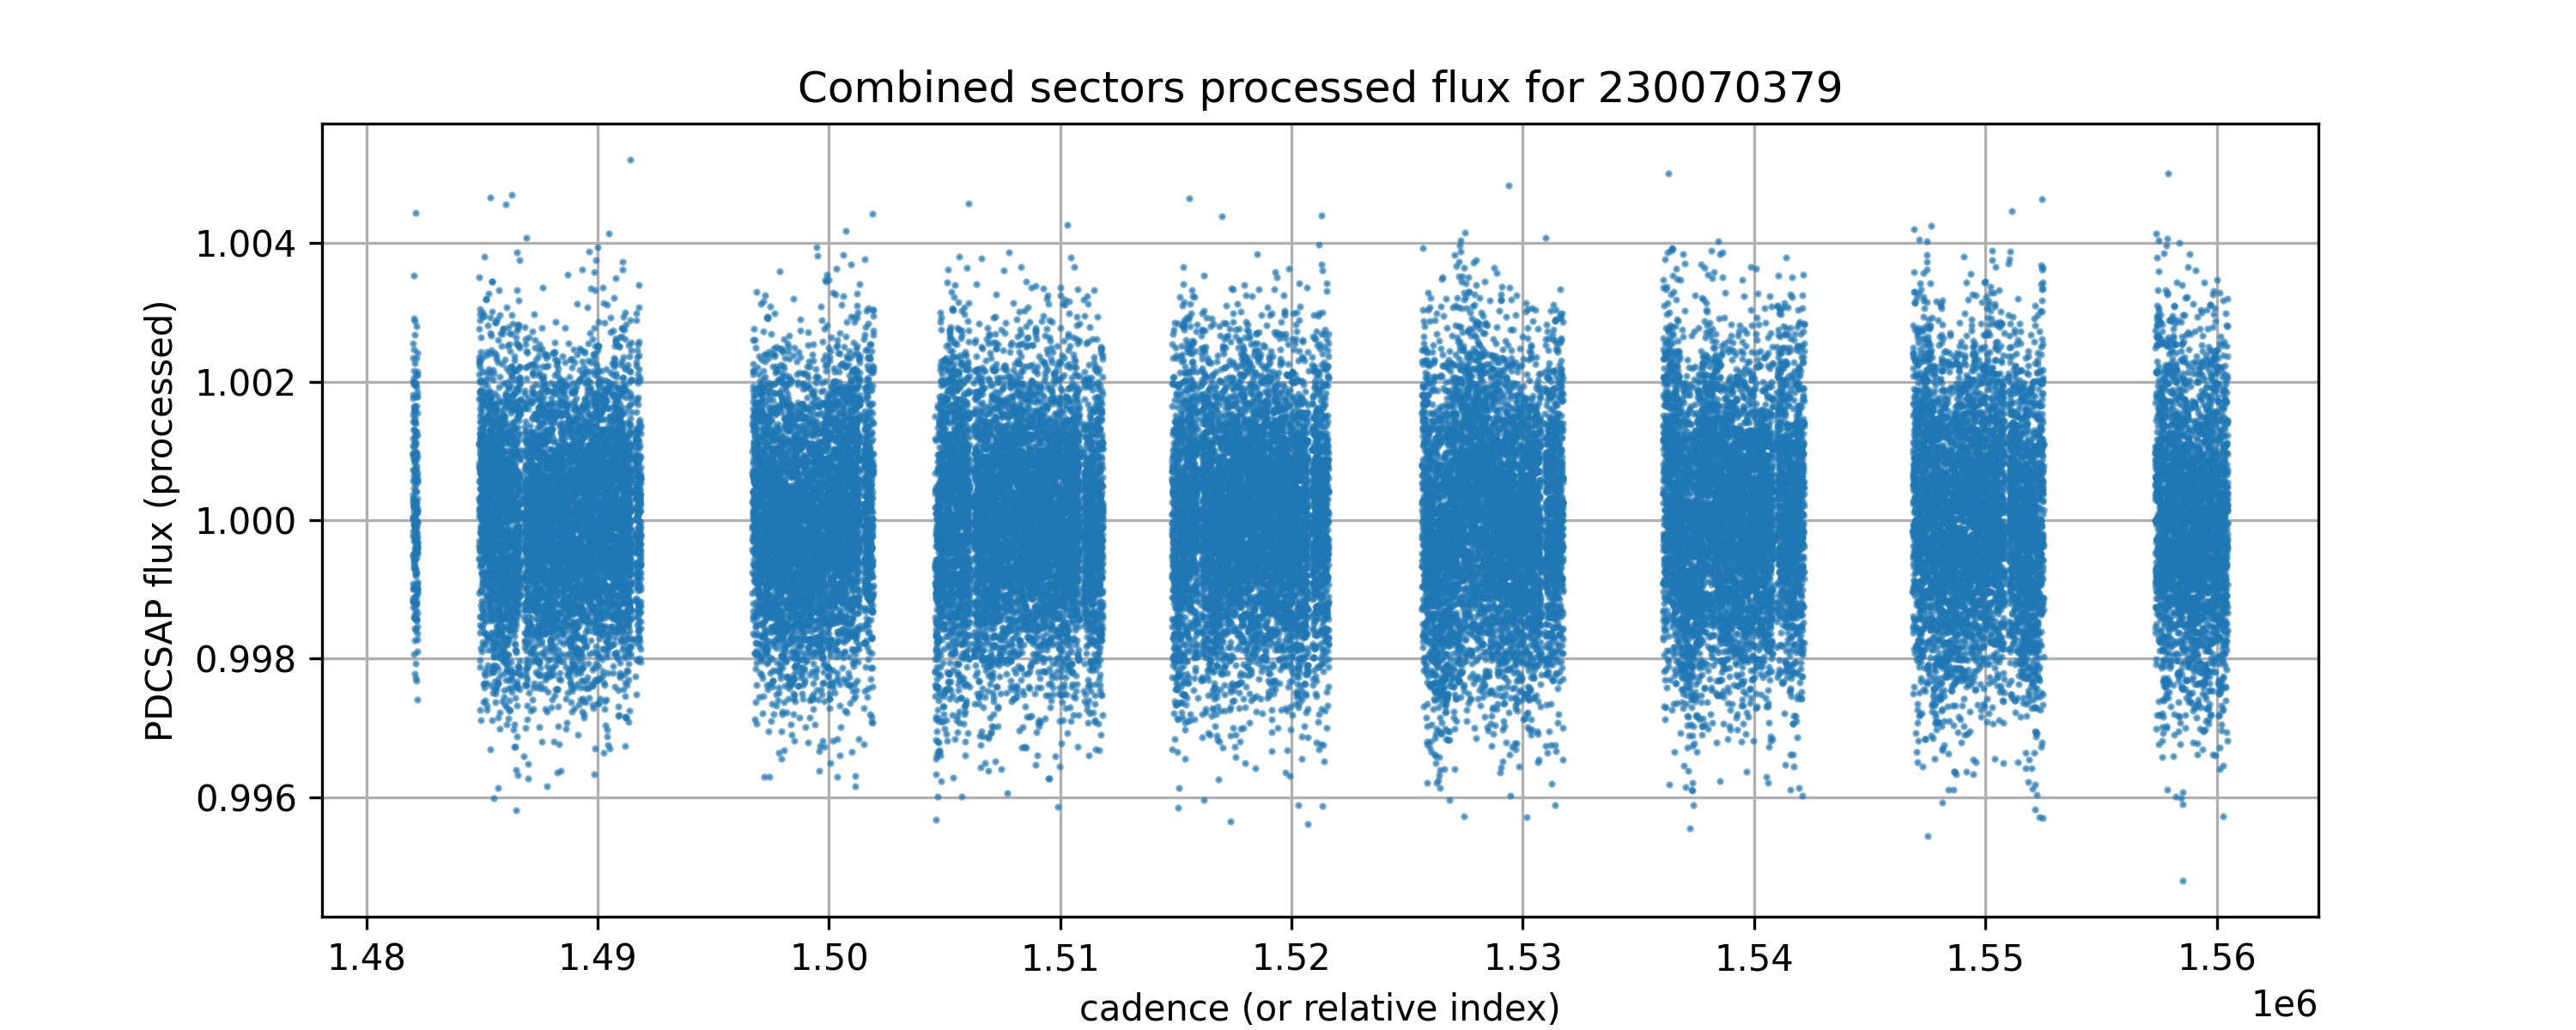 Combined sectors processed flux for 230070379
PDCSAP flux (processed)
1.004
1.002
1.000
0.998
0.996
1.48 1.49 1.50 1.51 1.52 1.53 1.54 1.55 1.56
1e6
cadence (or relative index)